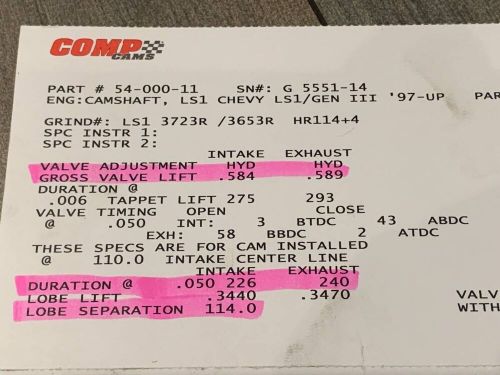 COMP
CAMS
PART # 54-000-11 SN#: G 5551-14
ENG:CAMSHAFT, LS1 CHEVY LS1/GEN III '97-UP PAR
GRIND#: LS1 3723R /3653R HR114+4
SPC INSTR 1:
SPC INSTR 2:
INTAKE EXHAUST
VALVE ADJUSTMENT HYD HYD
GROSS VALVE LIFT .584 .589
DURATION @
.006 TAPPET LIFT 275 293
VALVE TIMING OPEN CLOSE
@ .050 INT: 3 BTDC 43 ABDC
EXH: 58 BBDC 2 ATDC
THESE SPECS ARE FOR CAM INSTALLED
@ 110.0 INTAKE CENTER LINE
INTAKE EXHAUST
DURATION @ .050 226 240
LOBE LIFT .3440 .3470 VALV
LOBE SEPARATION 114.0 WITH